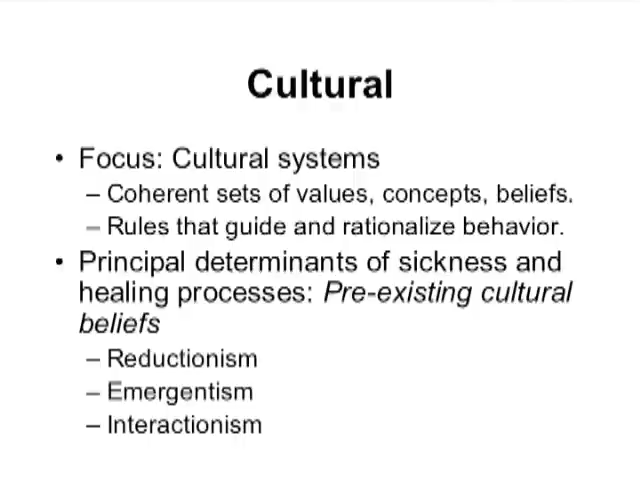 Cultural
• Focus: Cultural systems
– Coherent sets of values, concepts, beliefs.
– Rules that guide and rationalize behavior.
• Principal determinants of sickness and
healing processes: Pre-existing cultural
beliefs
– Reductionism
– Emergentism
– Interactionism